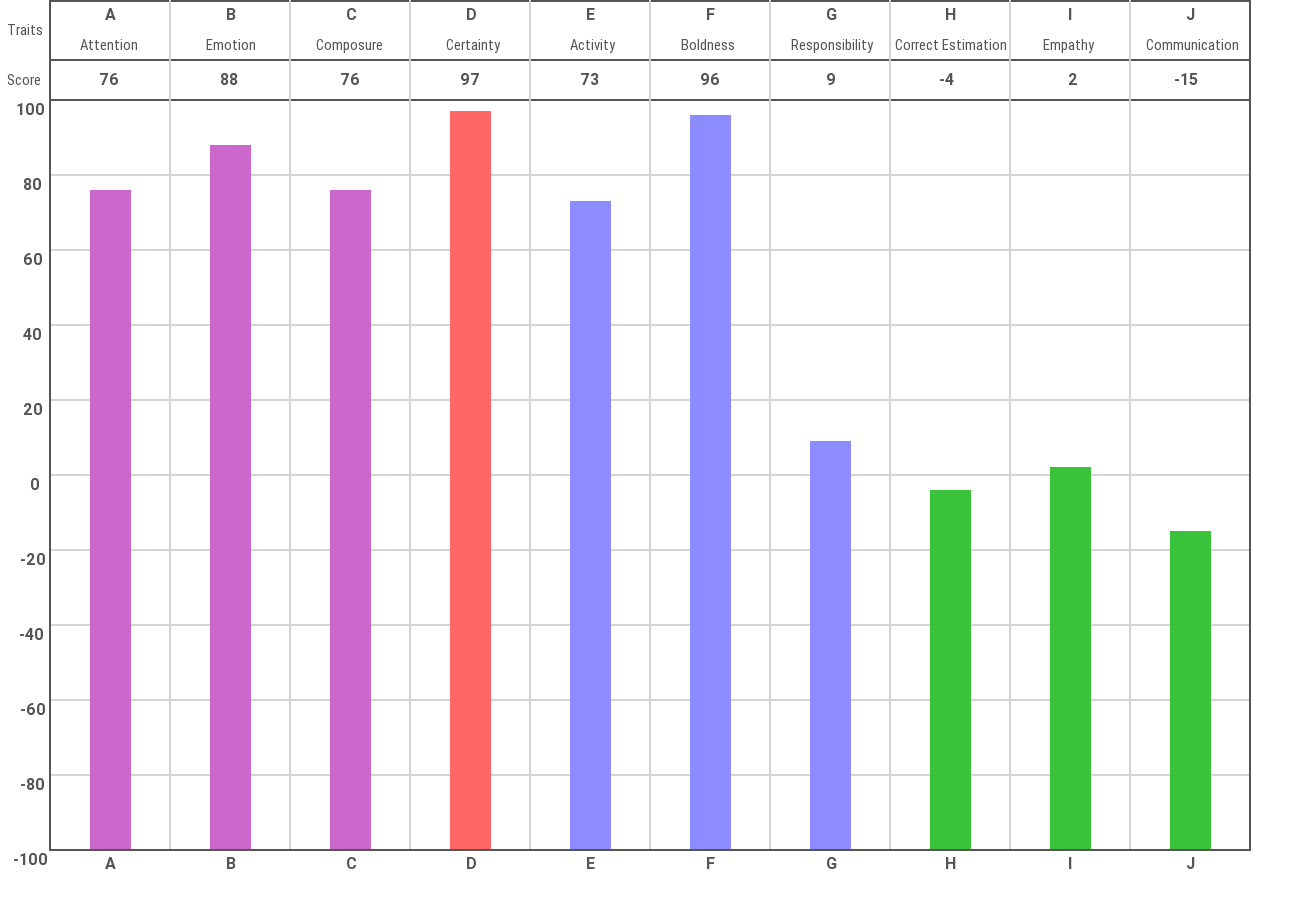 A B C D E F G H I J
Traits
Attention Emotion Composure Certainty Activity Boldness Responsibility Correct Estimation Empathy Communication
Score 76 88 76 97 73 96 9 -4 2 -15
100
80
60
40
20
0
-20
-40
-60
-80
-100
A B C D E F G H I J